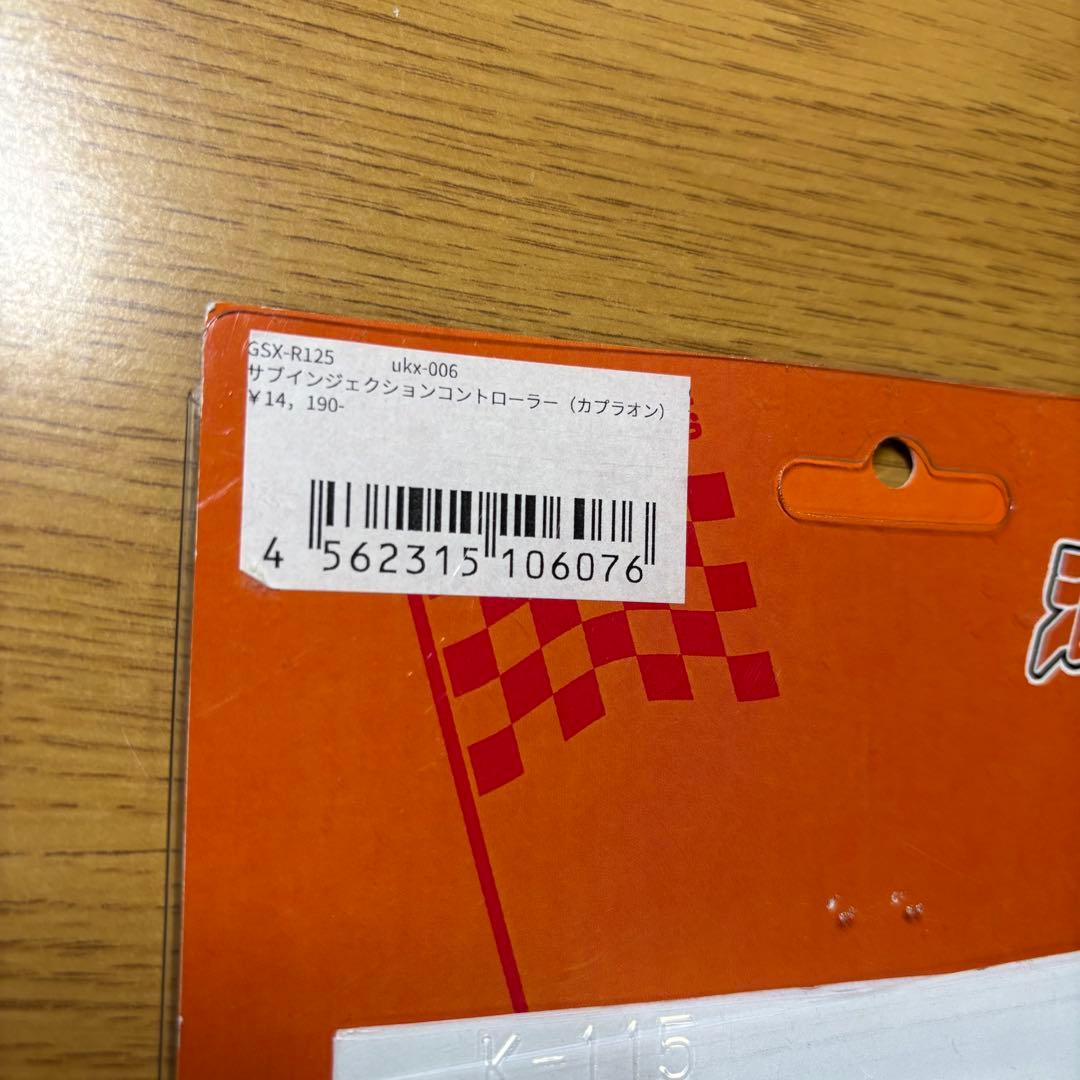 GSX-R125 ukx-006
サブインジェクションコントローラー（カプラオン）
￥14, 190-
4 562315 106076
K-115